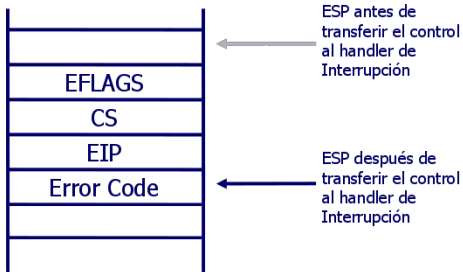 ESP antes de
transferir el control
al handler de
Interrupción
EFLAGS
CS
EIP
Error Code
ESP después de
transferir el control
al handler de
Interrupción